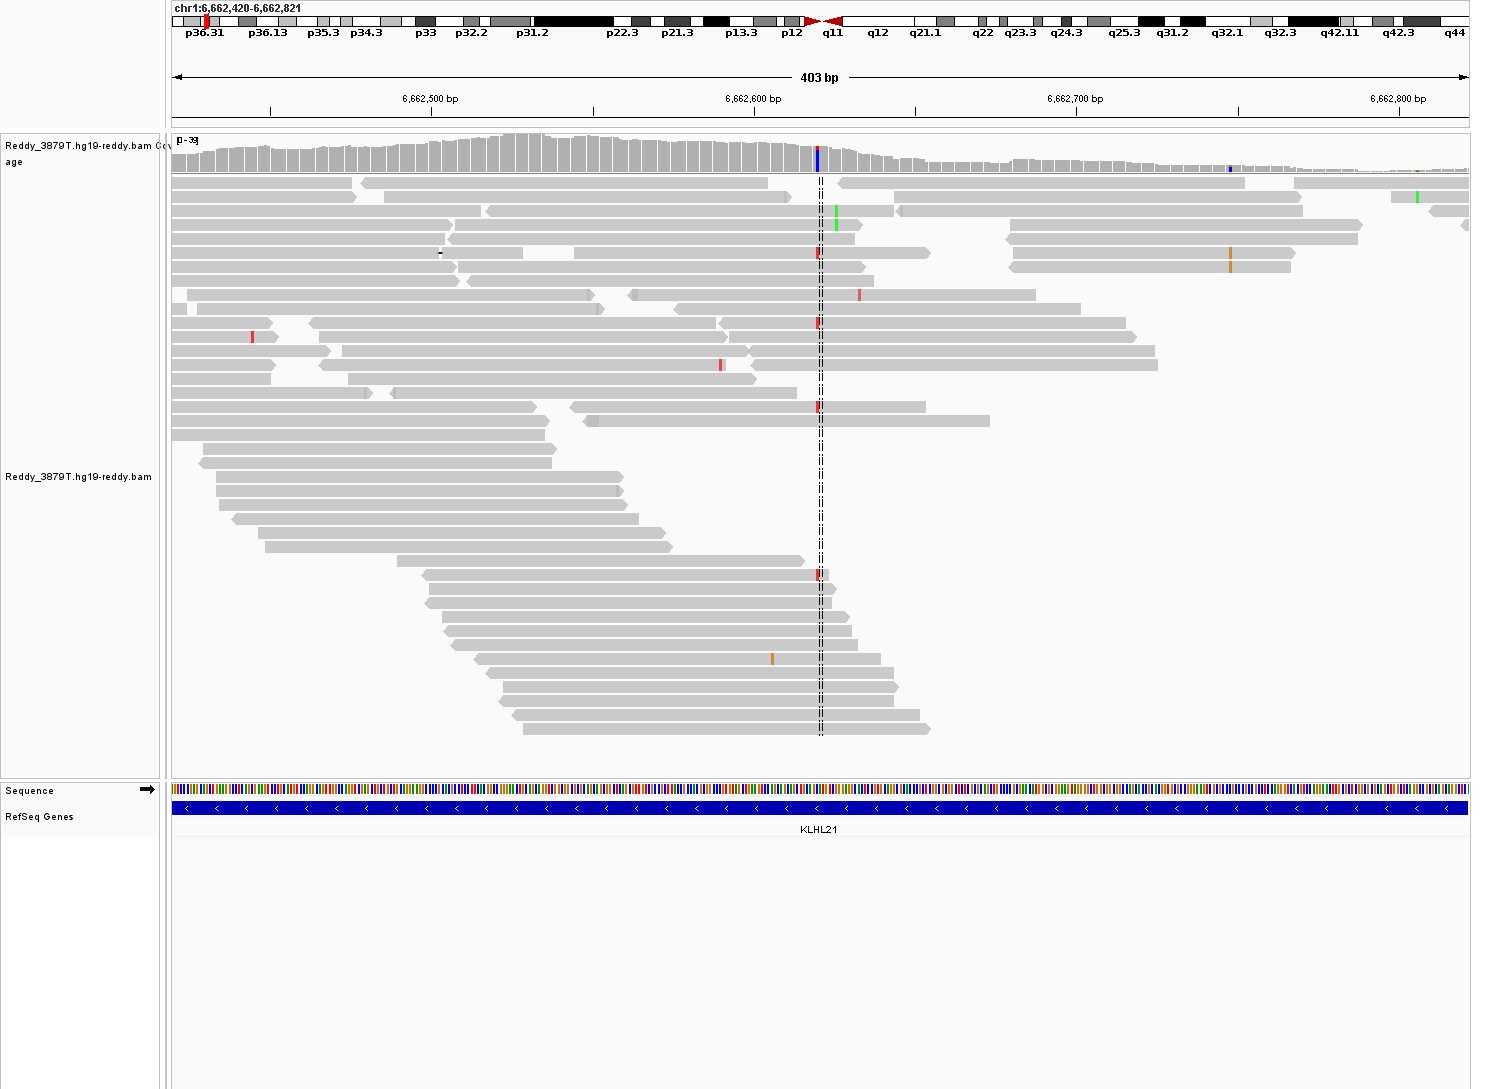 chr1:6,662,420-6,662,821
p36.31 p36.13 p35.3 p34.3 p33 p32.2 p31.2 p22.3 p21.3 p13.3 p12 q11 q12 q21.1 q22 q23.3 q24.3 q25.3 q31.2 q32.1 q32.3 q42.11 q42.3 q44
403 bp
6,662,500 bp 6,662,600 bp 6,662,700 bp 6,662,800 bp
[0-39]
Reddy_3879T.hg19-reddy.bam Cov
age
Reddy_3879T.hg19-reddy.bam
Sequence
RefSeq Genes
KLHL21